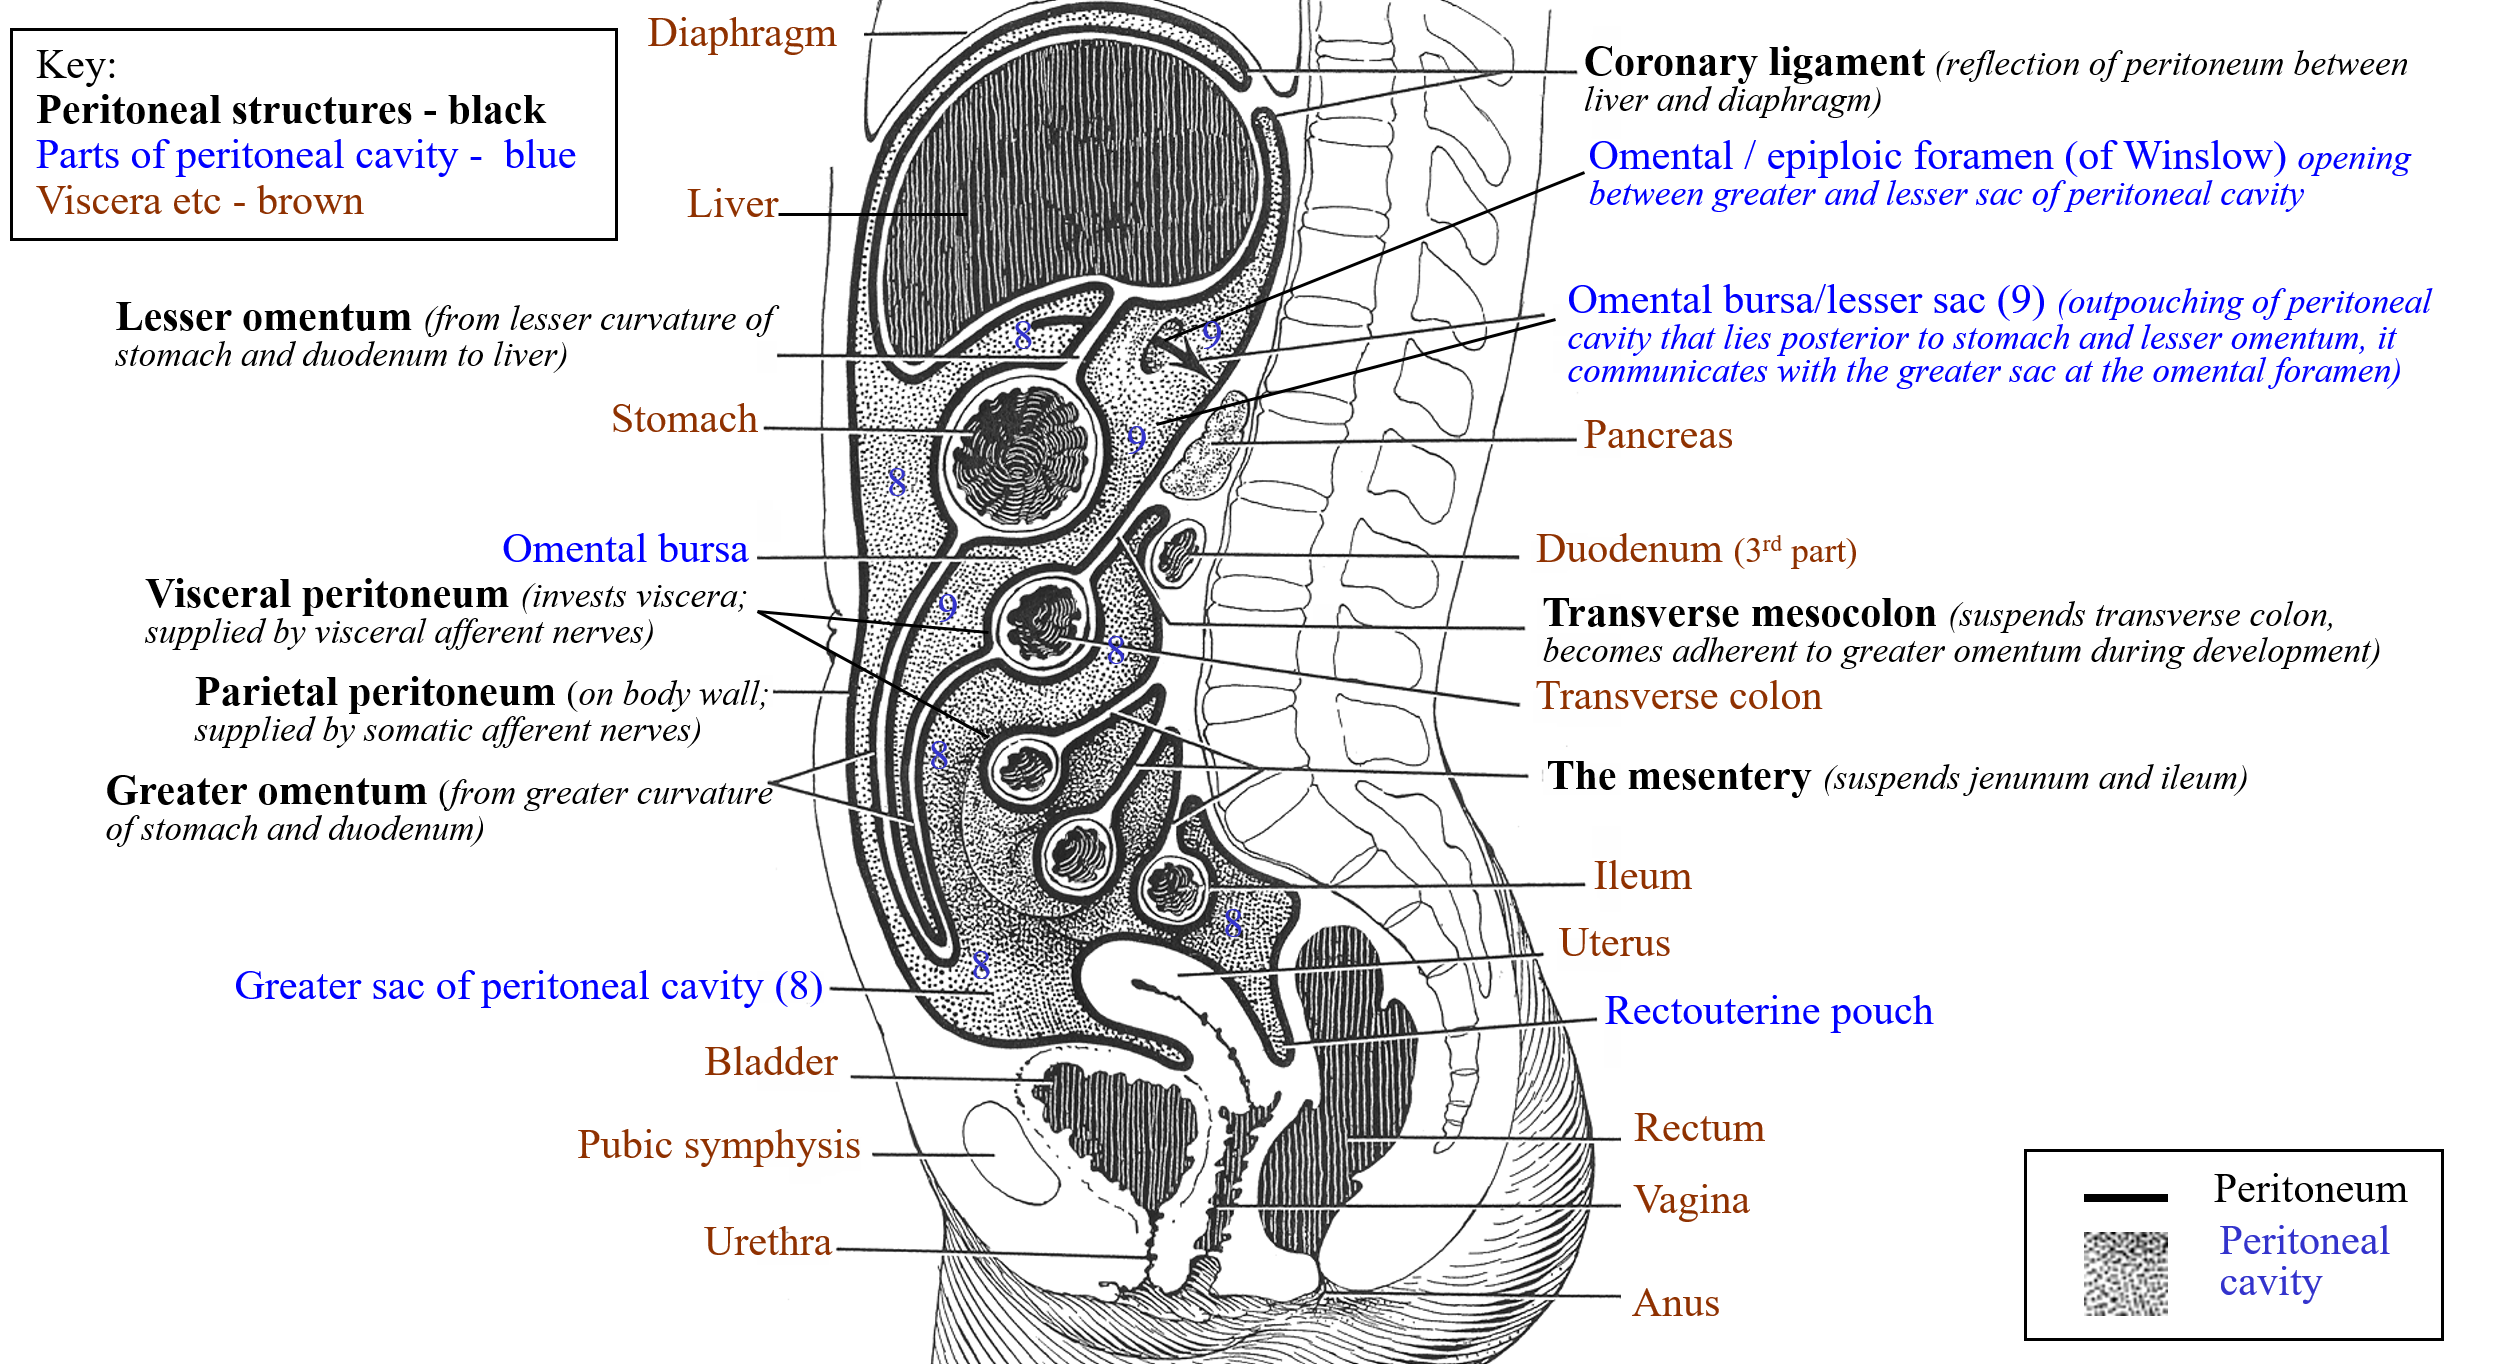 Key:
Peritoneal structures - black
Parts of peritoneal cavity - blue
Viscera etc - brown
Diaphragm
Liver
Lesser omentum (from lesser curvature of
stomach and duodenum to liver)
Stomach
Omental bursa
Visceral peritoneum (invests viscera;
supplied by visceral afferent nerves)
Parietal peritoneum (on body wall;
supplied by somatic afferent nerves)
Greater omentum (from greater curvature
of stomach and duodenum)
Greater sac of peritoneal cavity (8)
Bladder
Pubic symphysis
Urethra
8
9
8
9
9
8
8
8
8
Coronary ligament (reflection of peritoneum between
liver and diaphragm)
Omental / epiploic foramen (of Winslow) opening
between greater and lesser sac of peritoneal cavity
Omental bursa/lesser sac (9) (outpouching of peritoneal
cavity that lies posterior to stomach and lesser omentum, it
communicates with the greater sac at the omental foramen)
Pancreas
Duodenum (3rd part)
Transverse mesocolon (suspends transverse colon,
becomes adherent to greater omentum during development)
Transverse colon
The mesentery (suspends jenunum and ileum)
Ileum
Uterus
Rectouterine pouch
Rectum
Vagina
Anus
Peritoneum
Peritoneal
cavity